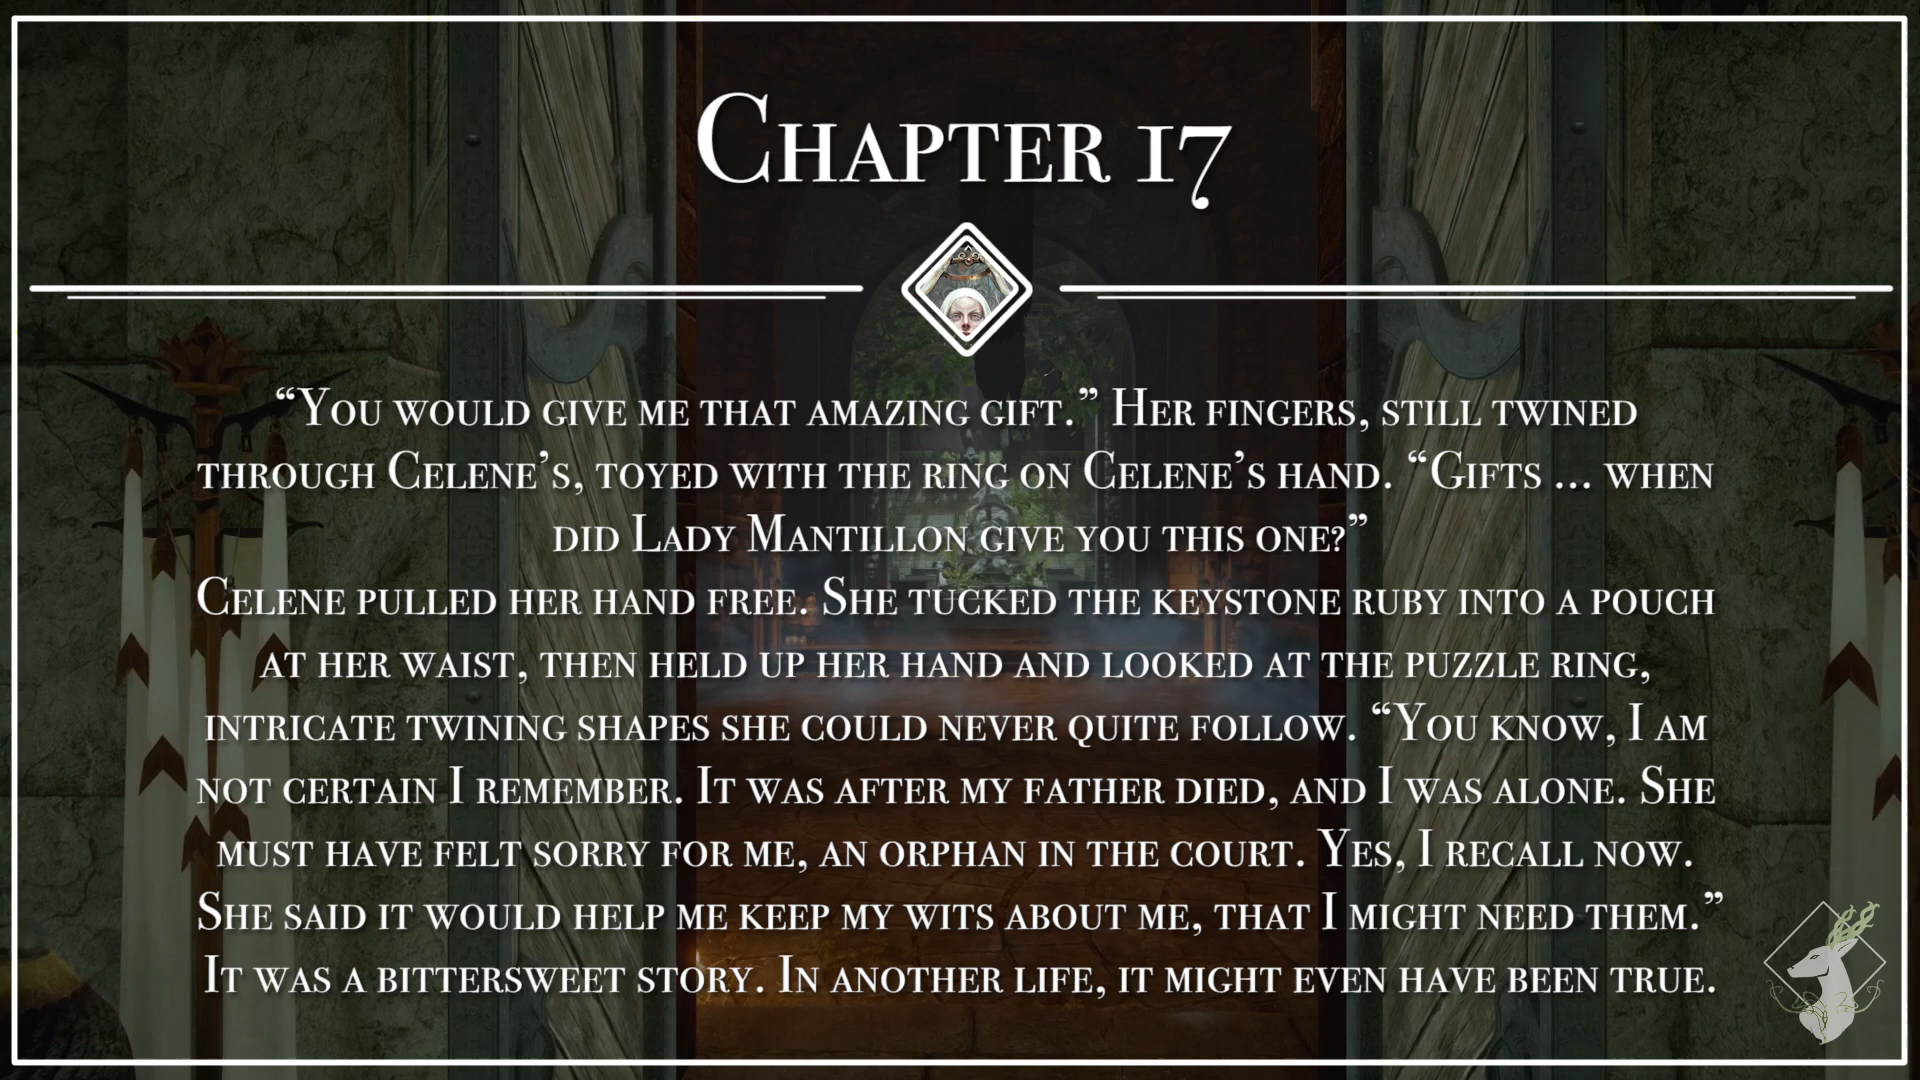 Chapter 17
“You would give me that amazing gift.” Her fingers, still twined
through Celene’s, toyed with the ring on Celene’s hand. “Gifts ... when
did Lady Mantillon give you this one?”
Celene pulled her hand free. She tucked the keystone ruby into a pouch
at her waist, then held up her hand and looked at the puzzle ring,
intricate twining shapes she could never quite follow. “You know, I am
not certain I remember. It was after my father died, and I was alone. She
must have felt sorry for me, an orphan in the court. Yes, I recall now.
She said it would help me keep my wits about me, that I might need them.”
It was a bittersweet story. In another life, it might even have been true.